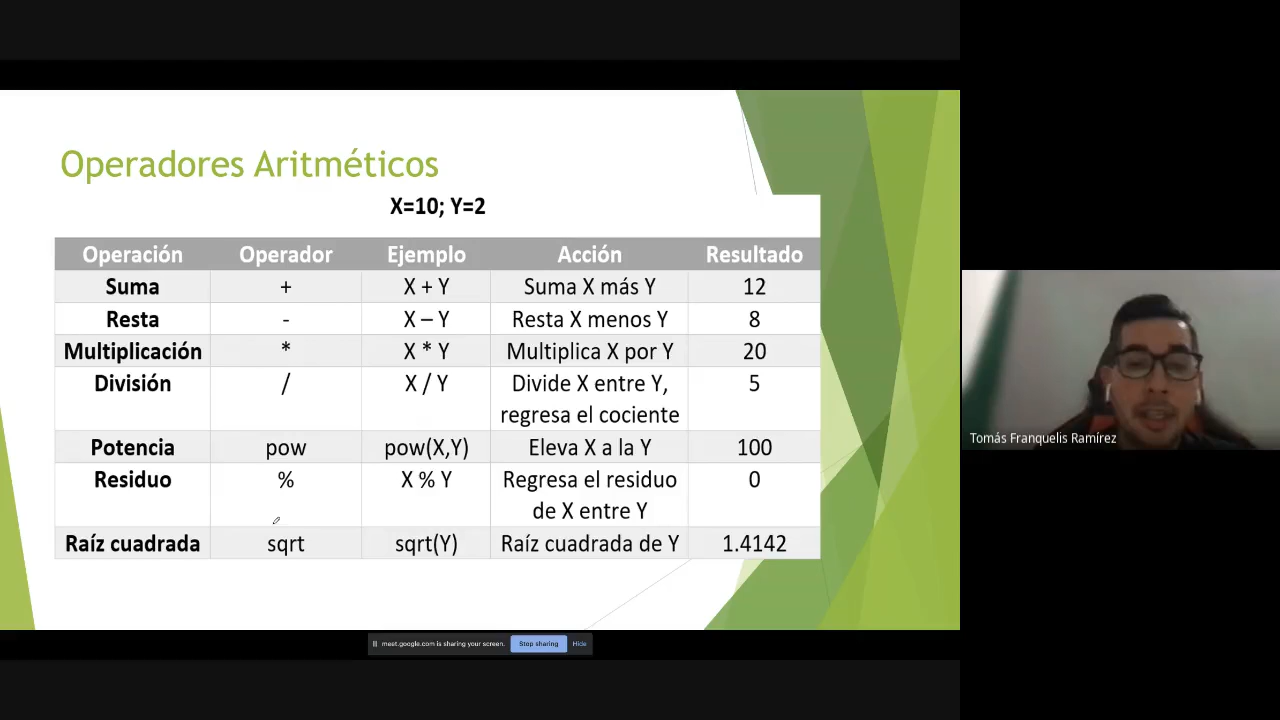 Operadores Aritméticos
X=10; Y=2
Operación Operador Ejemplo Acción Resultado
Suma + X + Y Suma X más Y 12
Resta - X – Y Resta X menos Y 8
Multiplicación * X * Y Multiplica X por Y 20
División / X / Y Divide X entre Y, 5
regresa el cociente
Potencia pow pow(X,Y) Eleva X a la Y 100
Residuo % X % Y Regresa el residuo 0
de X entre Y
Raíz cuadrada sqrt sqrt(Y) Raíz cuadrada de Y 1.4142
meet.google.com is sharing your screen. Stop sharing Hide
Tomás Franquelis Ramírez